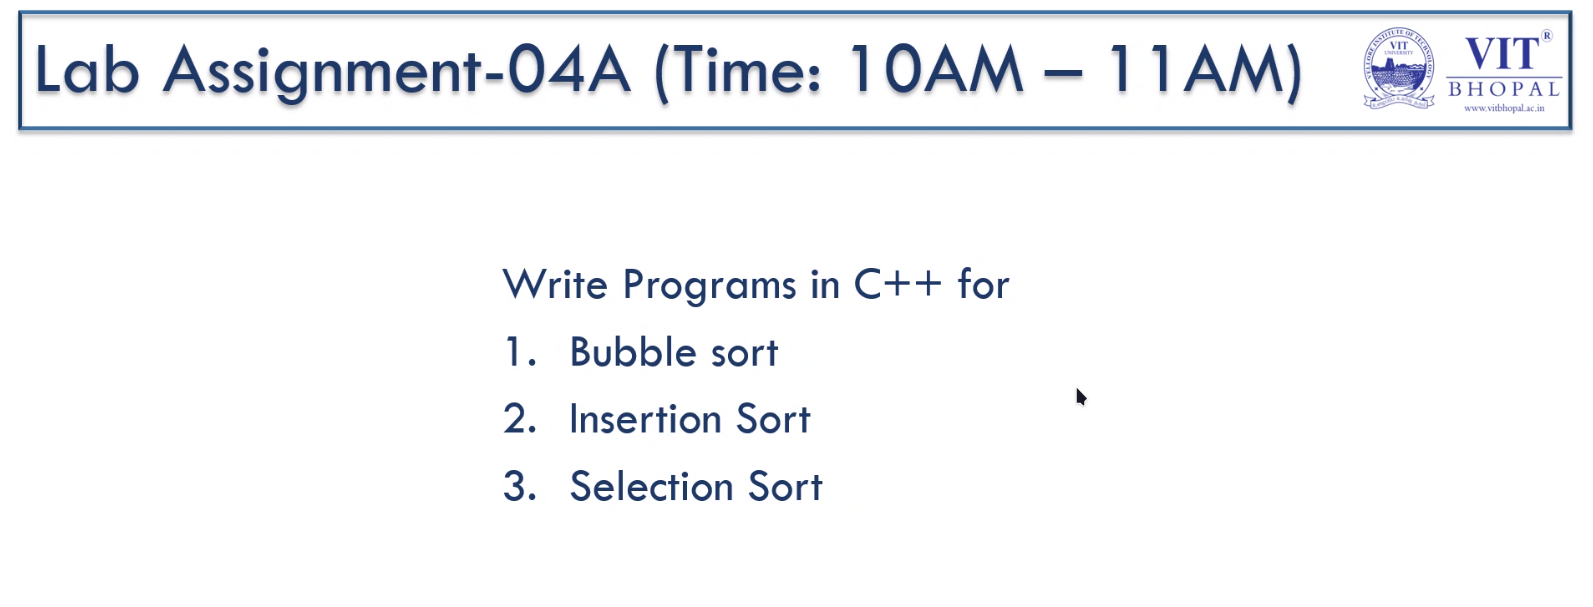 Lab Assignment-04A (Time: 10AM – 11AM)
VELLORE INSTITUTE OF TECHNOLOGY
VIT
UNIVERSITY
VIT®
BHOPAL
www.vitbhopal.ac.in
Write Programs in C++ for
1. Bubble sort
2. Insertion Sort
3. Selection Sort